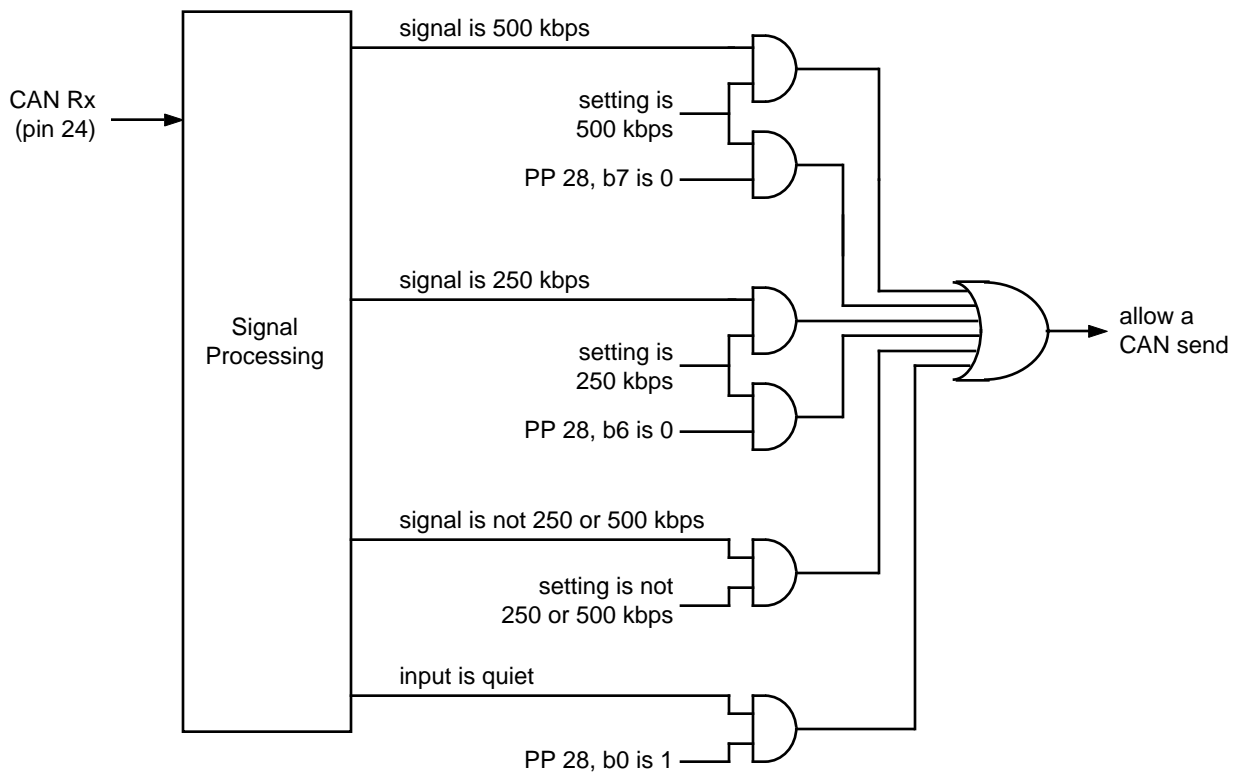 signal is 500 kbps
CAN Rx
(pin 24)
setting is
500 kbps
PP 28, b7 is 0
signal is 250 kbps
Signal
Processing
setting is
250 kbps
allow a
CAN send
PP 28, b6 is 0
signal is not 250 or 500 kbps
setting is not
250 or 500 kbps
input is quiet
PP 28, b0 is 1